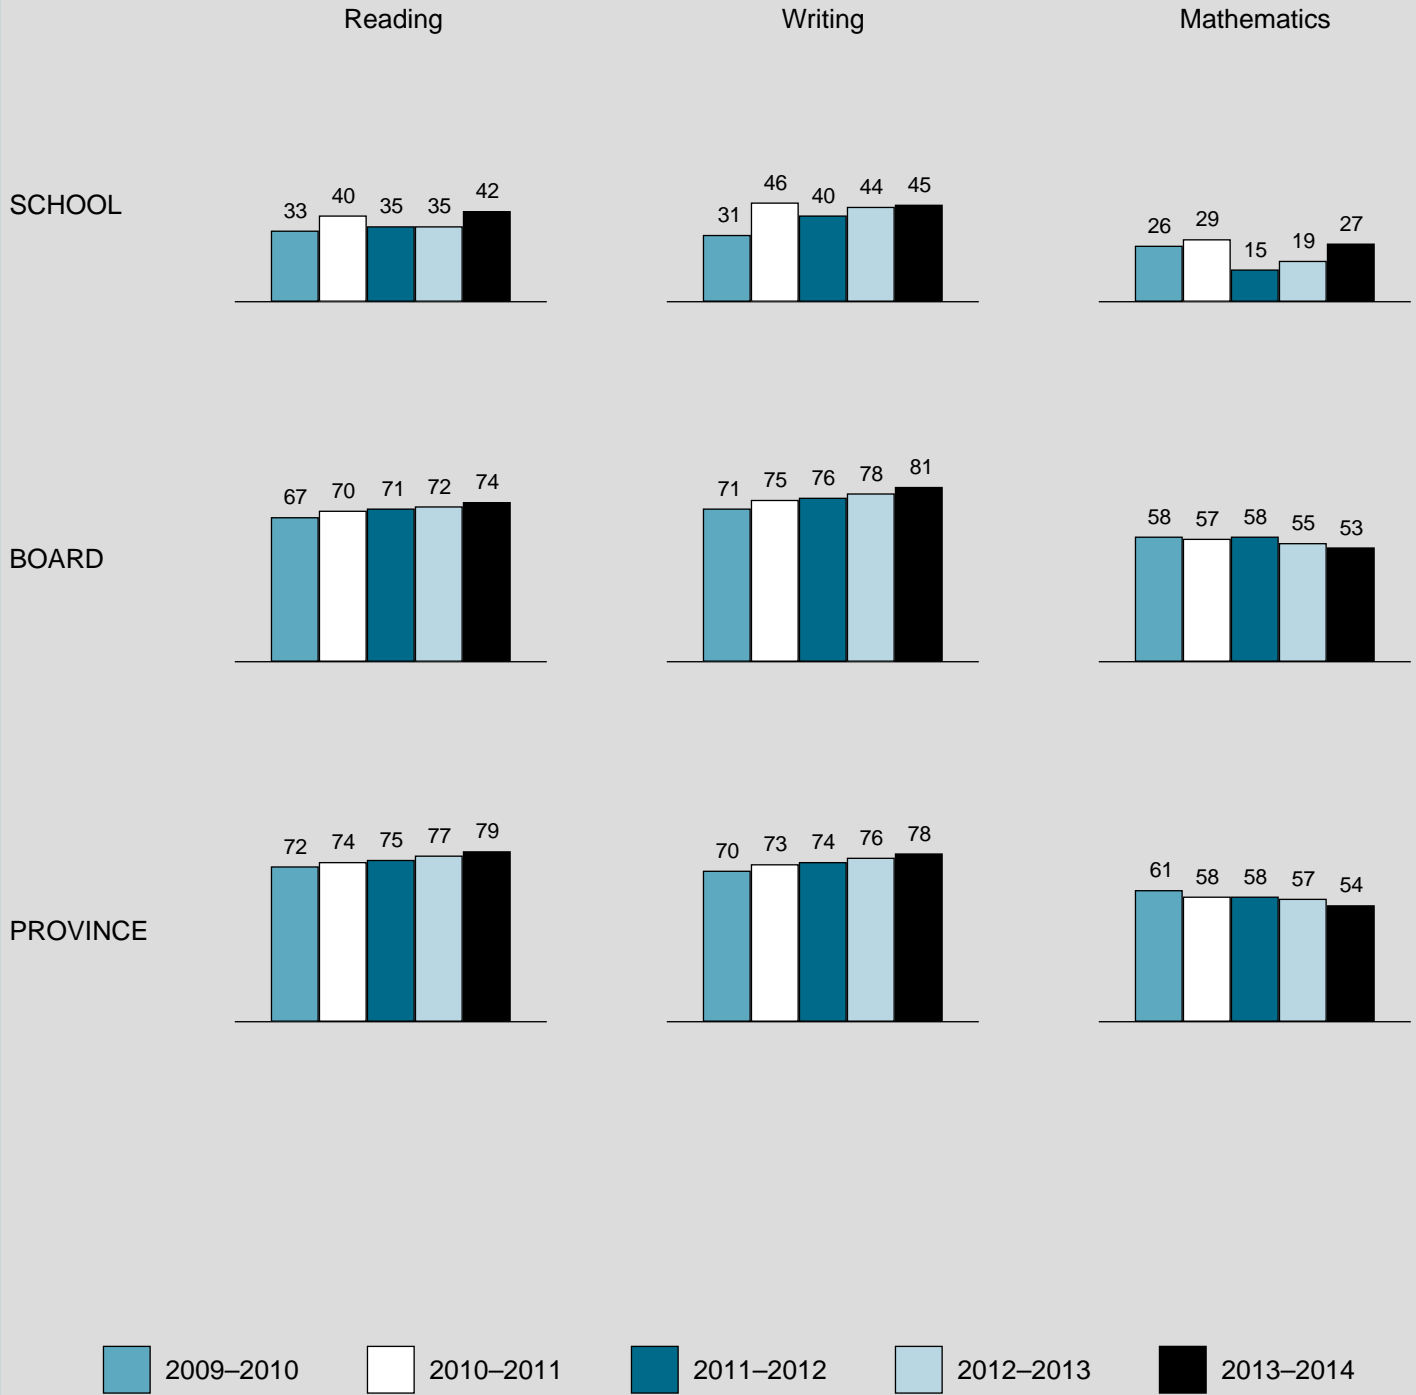 Reading Writing Mathematics
SCHOOL
33 40 35 35 42
31 46 40 44 45
26 29 15 19 27
BOARD
67 70 71 72 74
71 75 76 78 81
58 57 58 55 53
PROVINCE
72 74 75 77 79
70 73 74 76 78
61 58 58 57 54
2009–2010 2010–2011 2011–2012 2012–2013 2013–2014